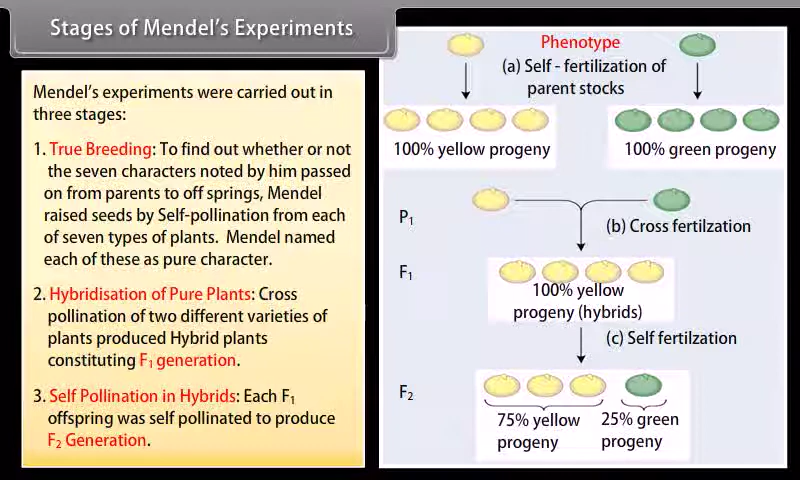 Stages of Mendel's Experiments
Mendel's experiments were carried out in
three stages:
1. True Breeding: To find out whether or not
the seven characters noted by him passed
on from parents to off springs, Mendel
raised seeds by Self-pollination from each
of seven types of plants. Mendel named
each of these as pure character.
2. Hybridisation of Pure Plants: Cross
pollination of two different varieties of
plants produced Hybrid plants
constituting F₁ generation.
3. Self Pollination in Hybrids: Each F₁
offspring was self pollinated to produce
F₂ Generation.
Phenotype
(a) Self - fertilization of
parent stocks
100% yellow progeny
100% green progeny
P₁
(b) Cross fertilzation
F₁
100% yellow
progeny (hybrids)
(c) Self fertilzation
F₂
75% yellow
progeny
25% green
progeny